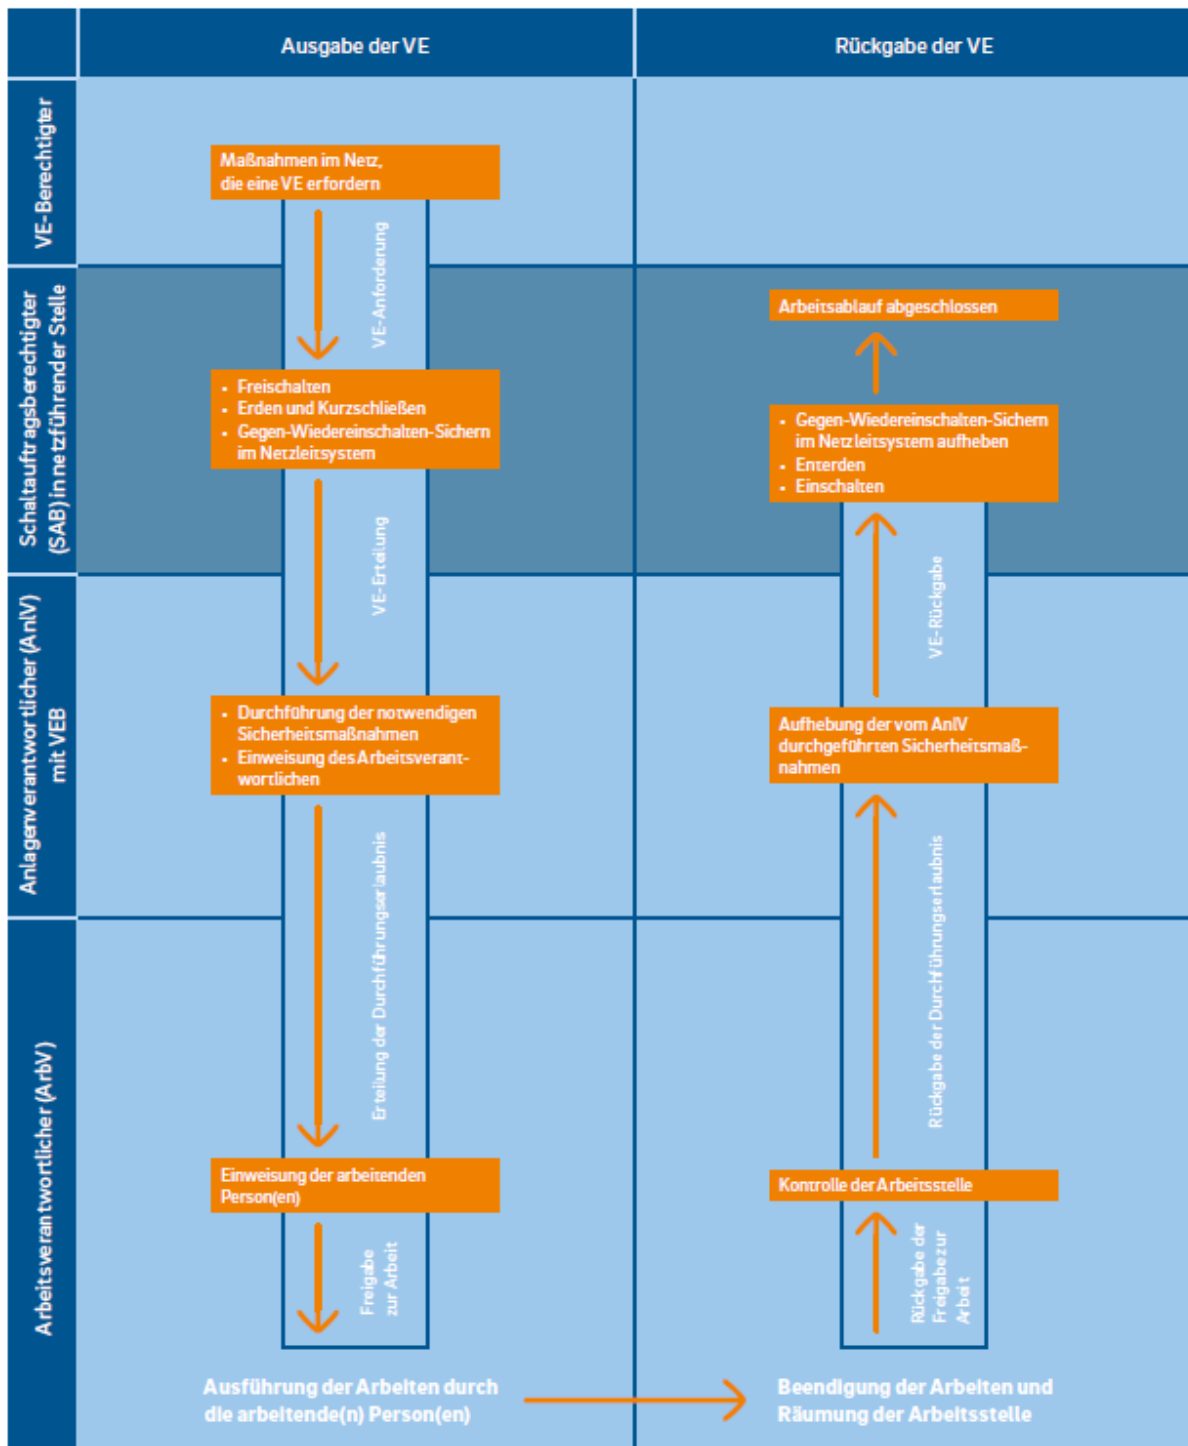 Ausgabe der VE
Rückgabe der VE
VE-Berechtigter
Maßnahmen im Netz,
die eine VE erfordern
VE-Anforderung
Schaltauftragsberechtigter
(SAB) in netzführender Stelle
Freischalten
Erden und Kurzschließen
Gegen-Wiedereinschalten-Sichern
im Netzleitsystem
VE-Erteilung
Arbeitsablauf abgeschlossen
Gegen-Wiedereinschalten-Sichern
im Netzleitsystem aufheben
Enterden
Einschalten
VE-Rückgabe
Anlagenverantwortlicher (AnlV)
mit VEB
Durchführung der notwendigen
Sicherheitsmaßnahmen
Einweisung des Arbeitsverant-
wortlichen
Erteilung der Durchführungserlaubnis
Aufhebung der vom AnlV
durchgeführten Sicherheitsmaß-
nahmen
Rückgabe der Durchführungserlaubnis
Arbeitsverantwortlicher (ArbV)
Einweisung der arbeitenden
Person(en)
Freigabe
zur Arbeit
Kontrolle der Arbeitsstelle
Rückgabe der
Freigabe zur
Arbeit
Ausführung der Arbeiten durch
die arbeitende(n) Person(en)
Beendigung der Arbeiten und
Räumung der Arbeitsstelle